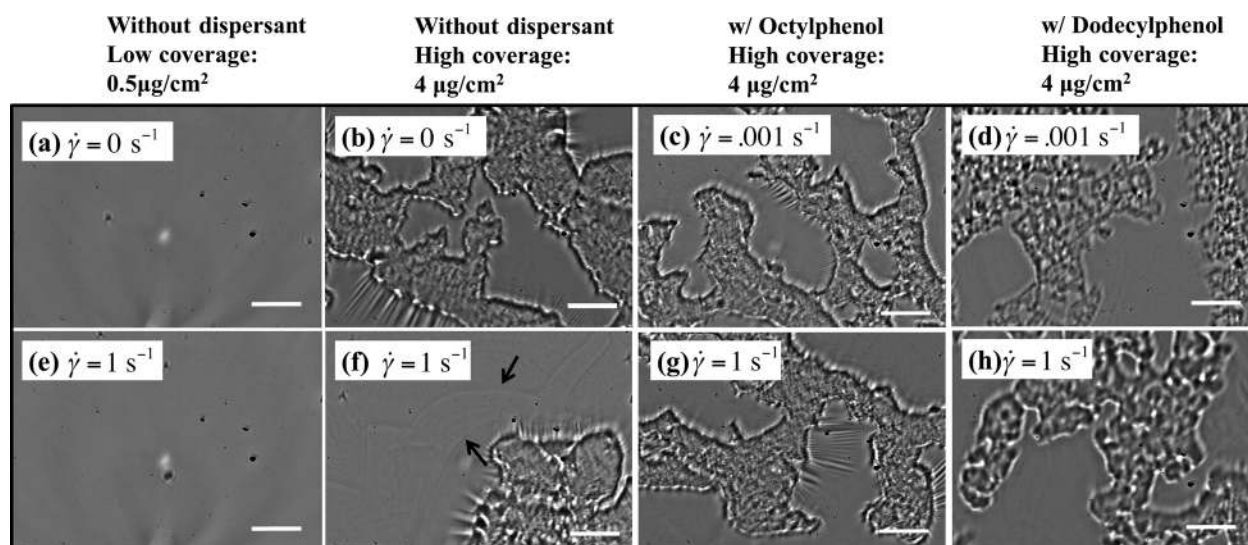 Without dispersant
Low coverage:
0.5μg/cm²
Without dispersant
High coverage:
4 μg/cm²
w/ Octylphenol
High coverage:
4 μg/cm²
w/ Dodecylphenol
High coverage:
4 μg/cm²
(a) γ̇ = 0 s⁻¹
(b) γ̇ = 0 s⁻¹
(c) γ̇ = .001 s⁻¹
(d) γ̇ = .001 s⁻¹
(e) γ̇ = 1 s⁻¹
(f) γ̇ = 1 s⁻¹
(g) γ̇ = 1 s⁻¹
(h) γ̇ = 1 s⁻¹